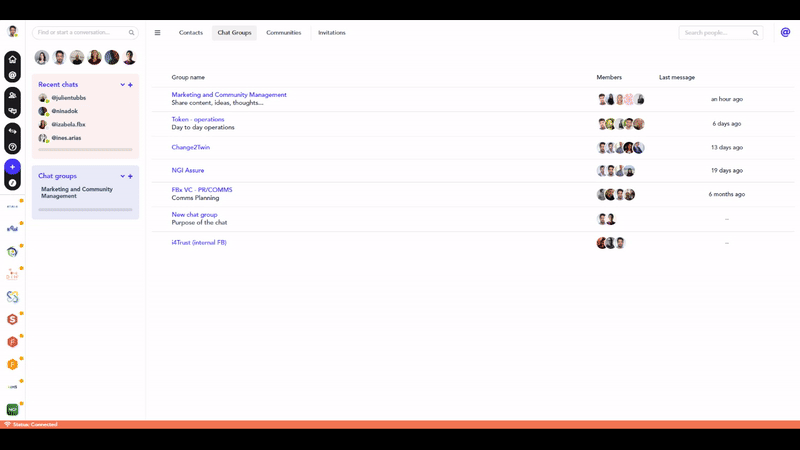 Find or start a conversation...
Contacts
Chat Groups
Communities
Invitations
Search people...
@
@
Recent chats
@julientubbs
@ninadok
@izabela.fbx
@ines.arias
Chat groups
Marketing and Community
Management
Group name
Members
Last message
Marketing and Community Management
Share content, ideas, thoughts...
an hour ago
Token - operations
Day to day operations
6 days ago
Change2Twin
13 days ago
NGI Assure
19 days ago
FBx VC - PR/COMMS
Comms Planning
6 months ago
New chat group
Purpose of the chat
--
i4Trust (internal FB)
--
Status: Connected